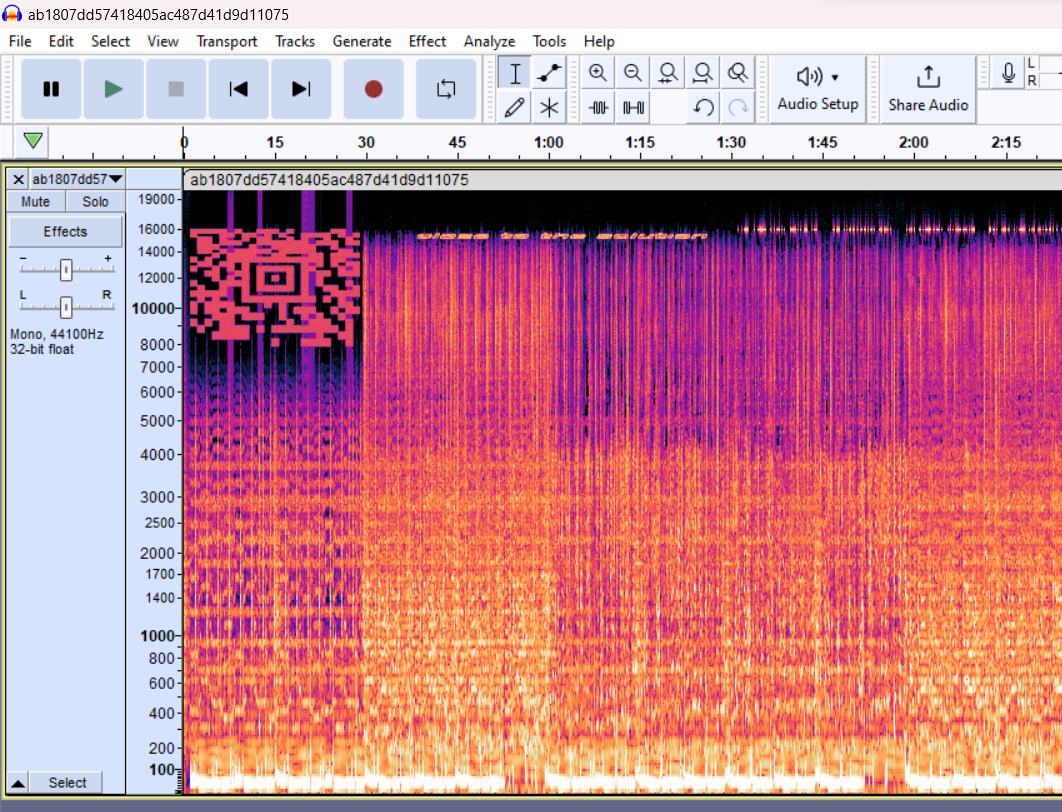 ab1807dd57418405ac487d41d9d11075
File Edit Select View Transport Tracks Generate Effect Analyze Tools Help
Audio Setup
Share Audio
L
R
0 15 30 45 1:00 1:15 1:30 1:45 2:00 2:15
ab1807dd57
ab1807dd57418405ac487d41d9d11075
Mute Solo
Effects
- +
L R
Mono, 44100Hz
32-bit float
Select
19000
16000
14000
12000
10000
8000
7000
6000
5000
4000
3000
2500
2000
1700
1400
1000
800
600
400
200
100